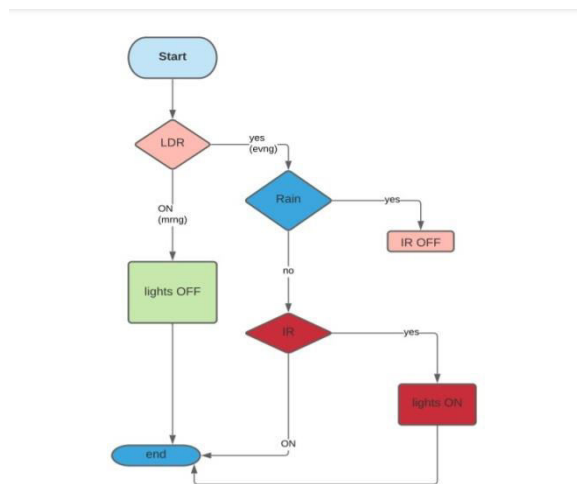 Start
LDR
yes
(evng)
Rain
yes
IR OFF
ON
(mrng)
lights OFF
no
IR
yes
lights ON
ON
end